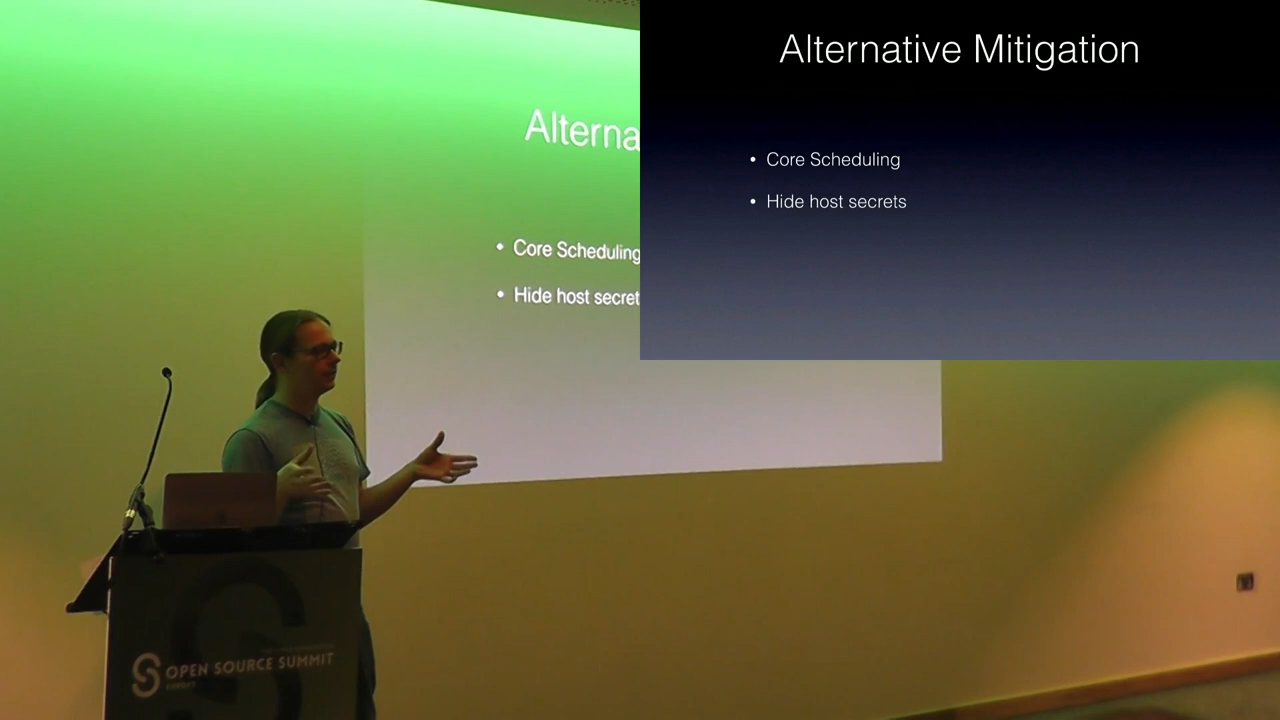 Alternative Mitigation
• Core Scheduling
• Hide host secrets
Alterna
• Core Scheduling
• Hide host secret
OPEN SOURCE SUMMIT